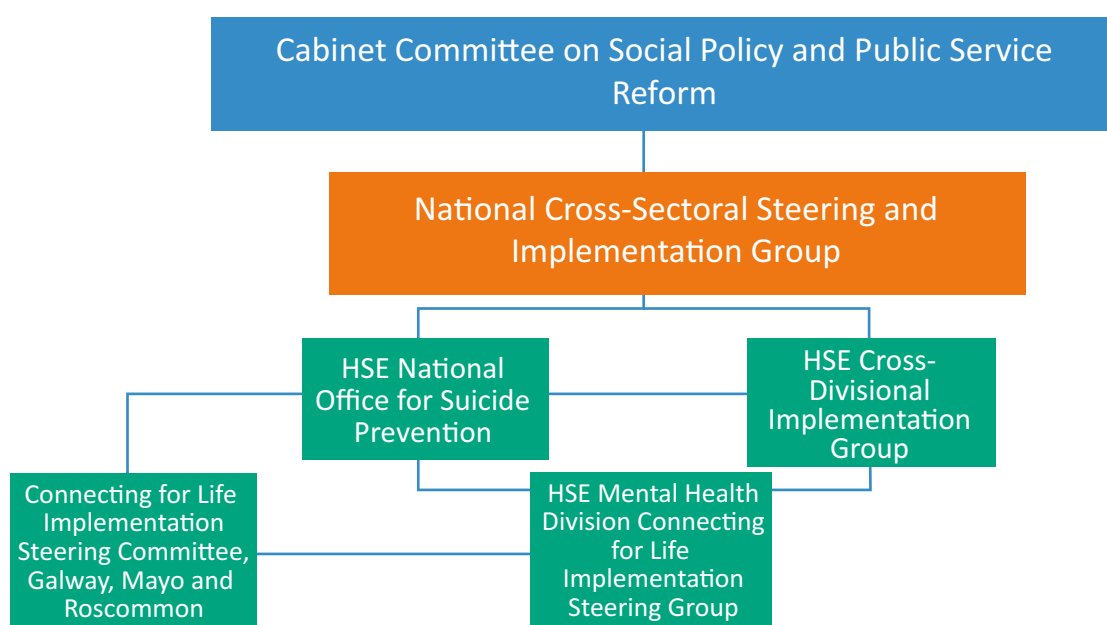 Cabinet Committee on Social Policy and Public Service
Reform
National Cross-Sectoral Steering and
Implementation Group
HSE National
Office for Suicide
Prevention
HSE Cross-
Divisional
Implementation
Group
Connecting for Life
Implementation
Steering Committee,
Galway, Mayo and
Roscommon
HSE Mental Health
Division Connecting
for Life
Implementation
Steering Group